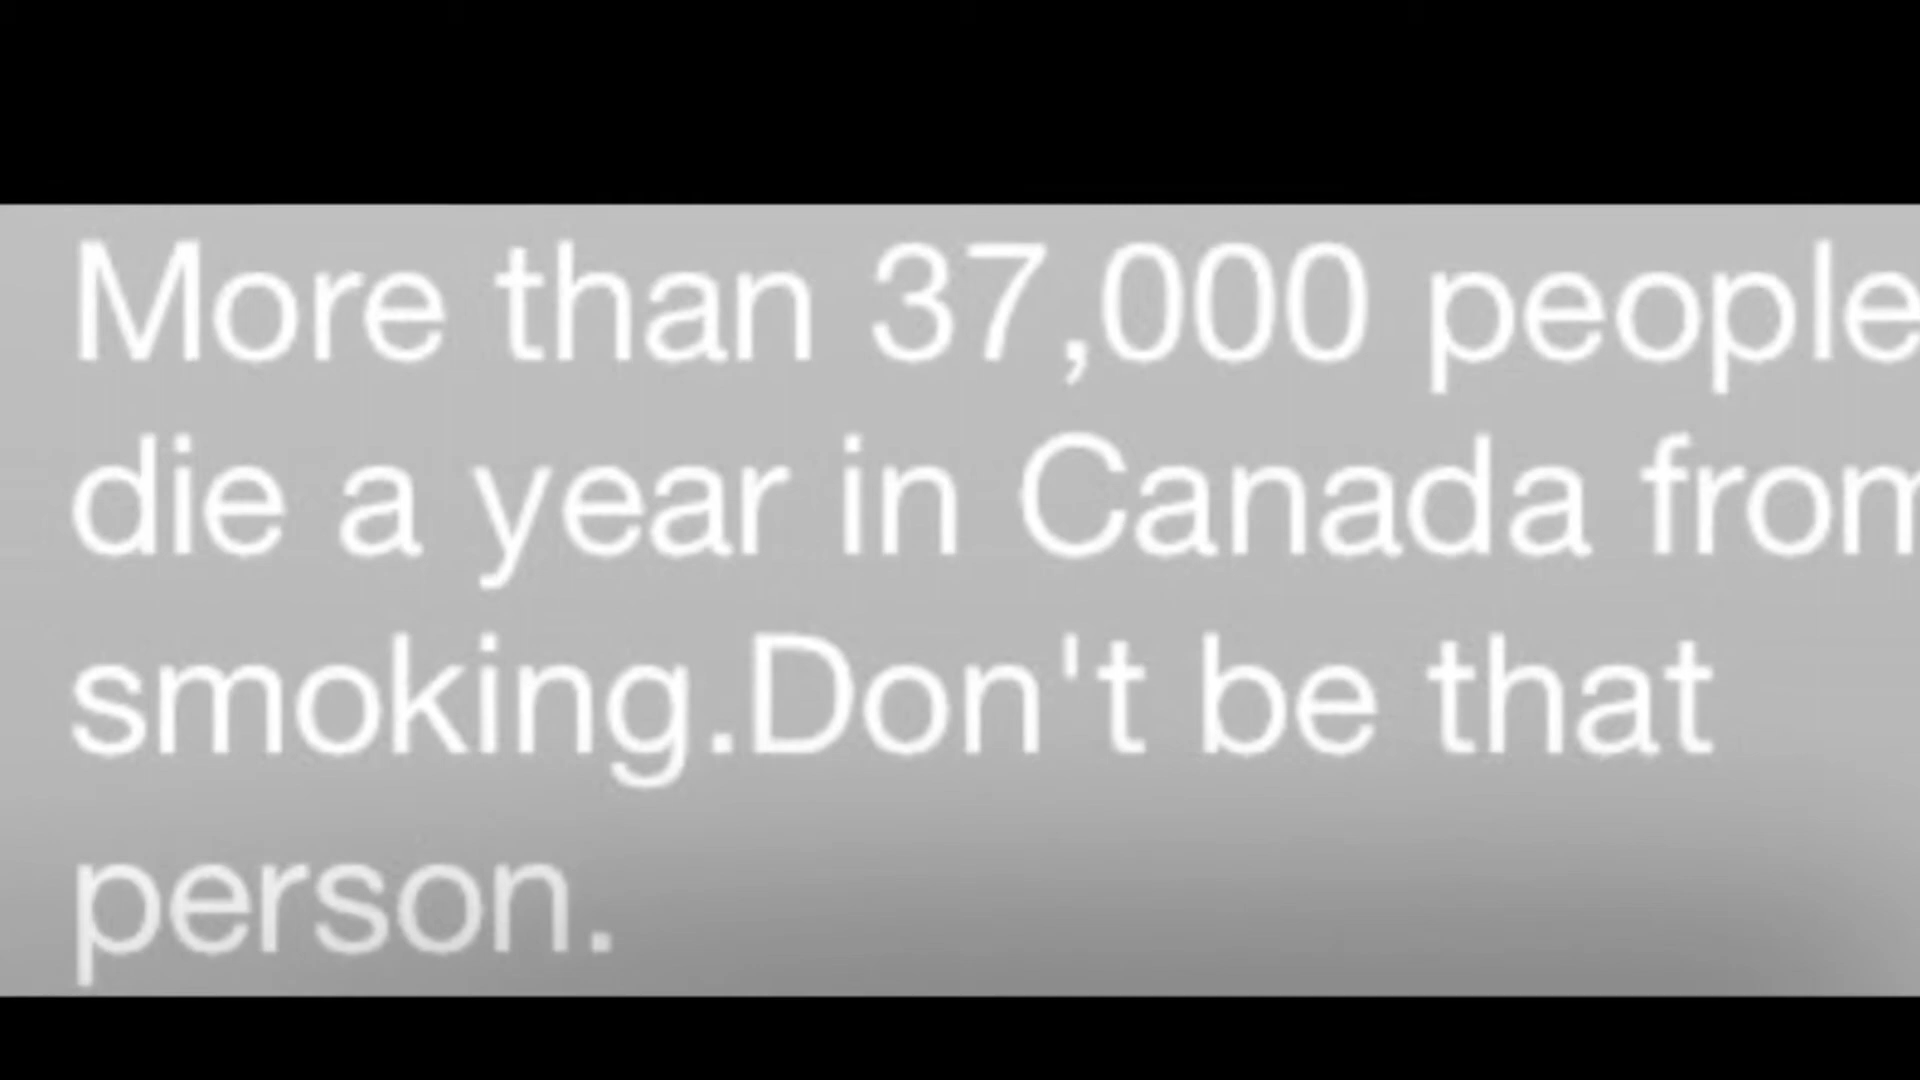 More than 37,000 people
die a year in Canada from
smoking.Don't be that
person.